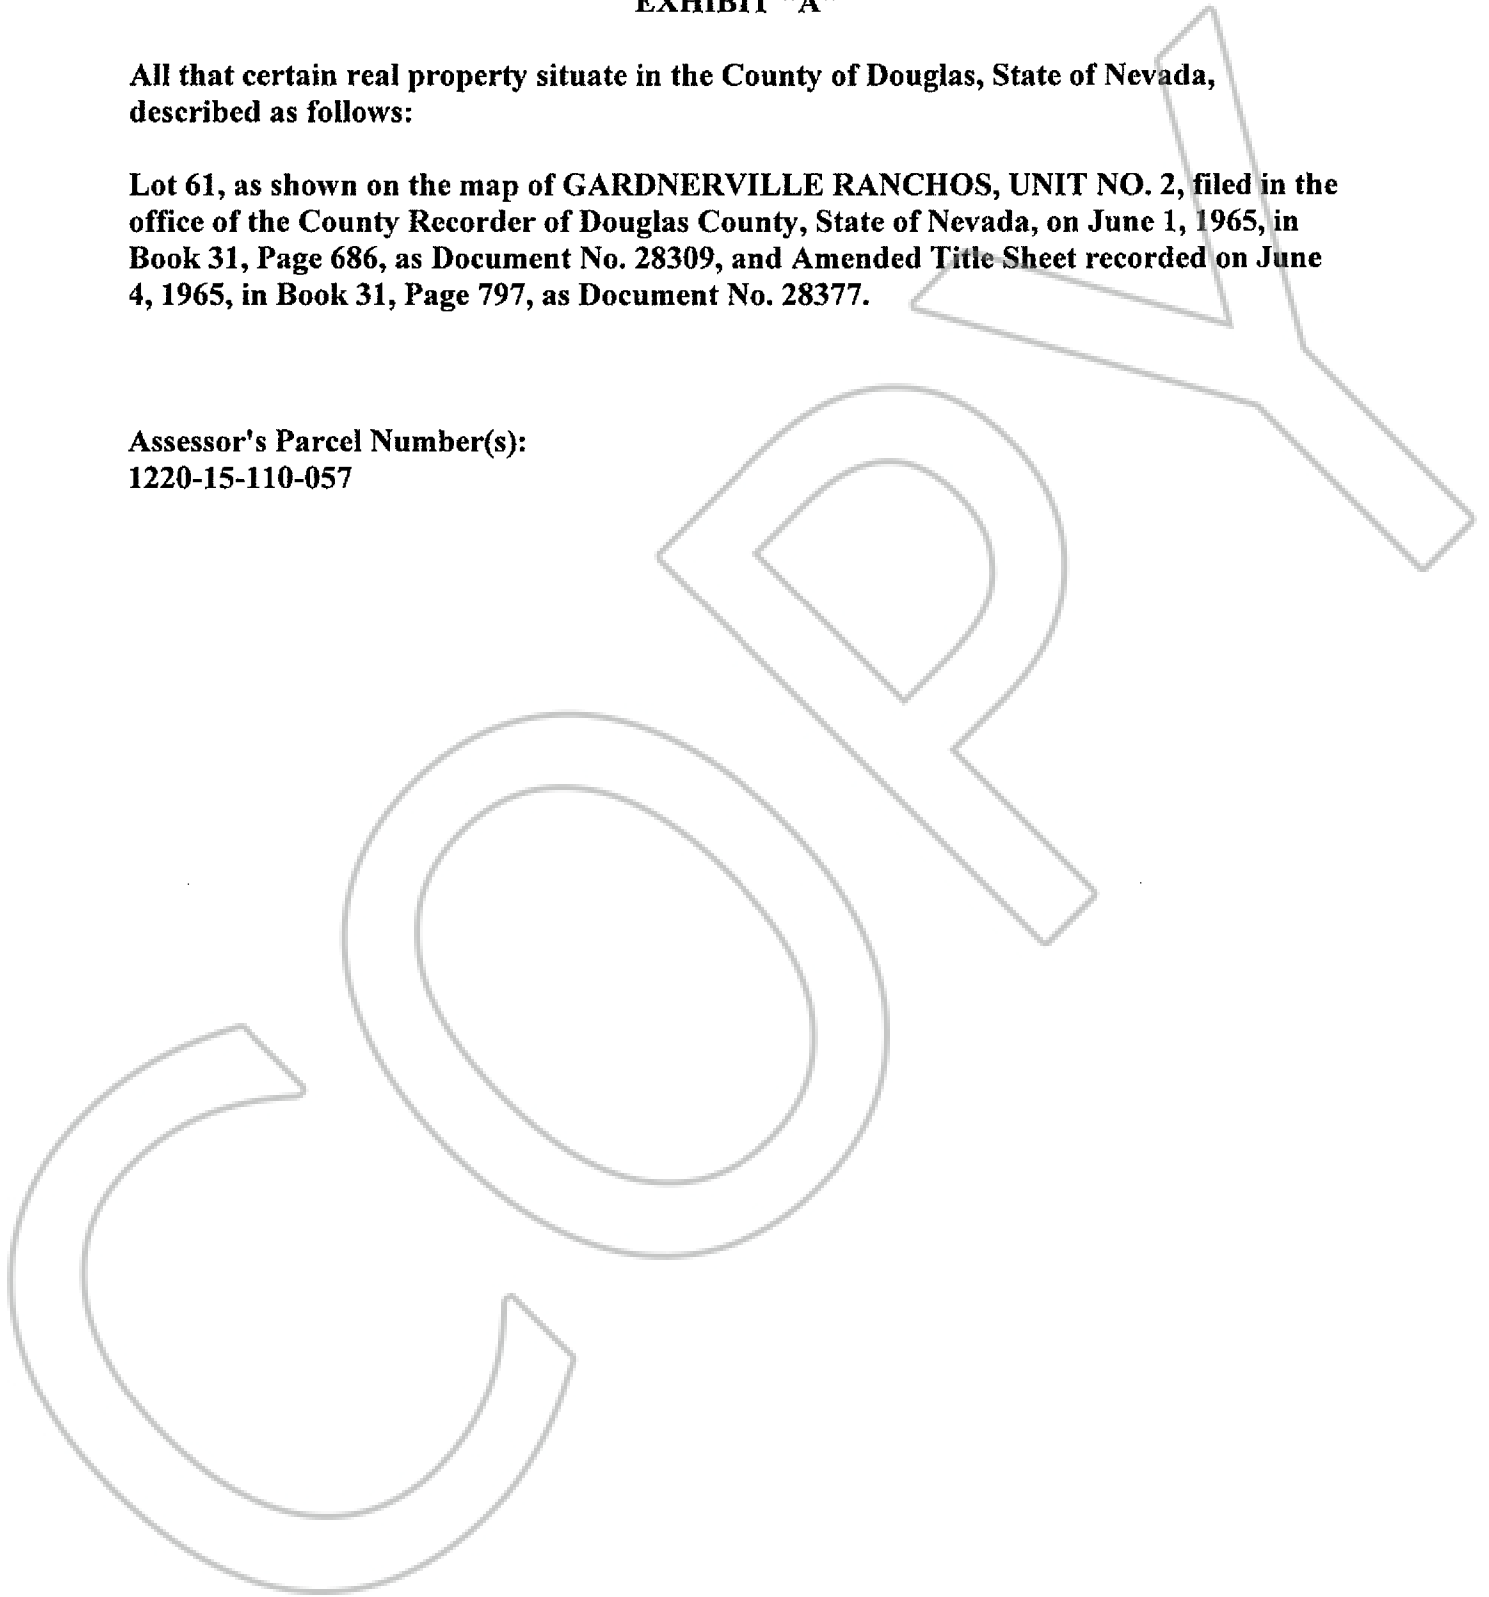 EXHIBIT "A"
All that certain real property situate in the County of Douglas, State of Nevada,
described as follows:
Lot 61, as shown on the map of GARDNERVILLE RANCHOS, UNIT NO. 2, filed in the
office of the County Recorder of Douglas County, State of Nevada, on June 1, 1965, in
Book 31, Page 686, as Document No. 28309, and Amended Title Sheet recorded on June
4, 1965, in Book 31, Page 797, as Document No. 28377.
Assessor's Parcel Number(s):
1220-15-110-057
COPY